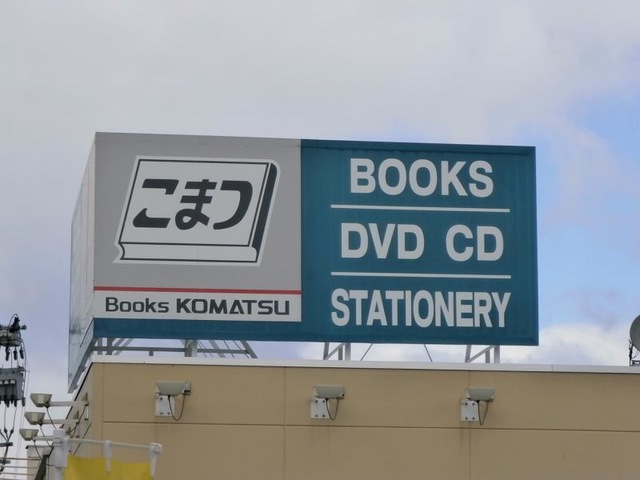 こまつ
Books KOMATSU
BOOKS
DVD CD
STATIONERY